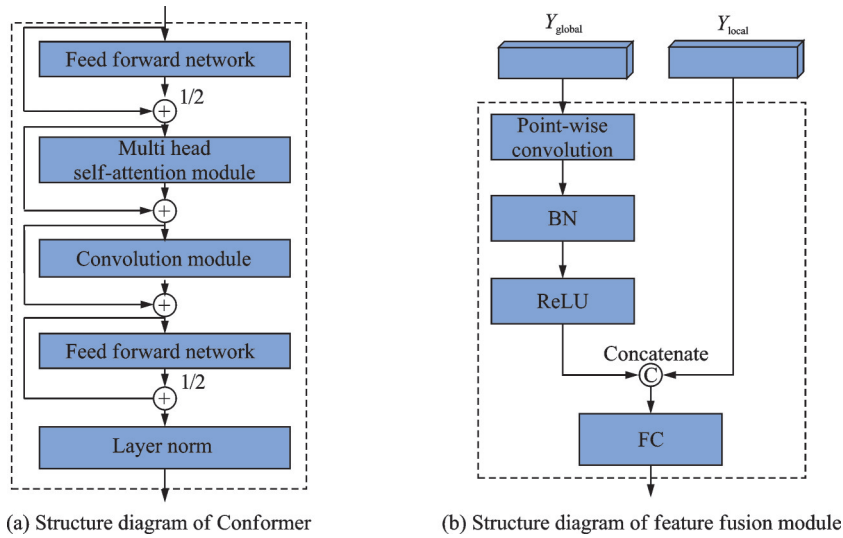 Feed forward network
1/2
+
Multi head
self-attention module
+
Convolution module
+
Feed forward network
1/2
+
Layer norm
(a) Structure diagram of Conformer
Y_global
Y_local
Point-wise
convolution
BN
ReLU
Concatenate
C
FC
(b) Structure diagram of feature fusion module